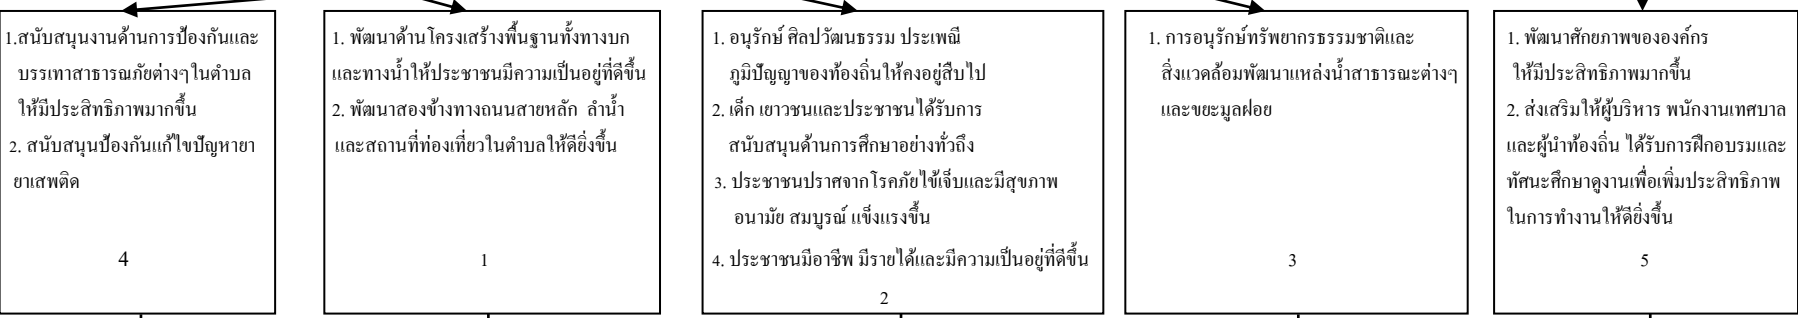 1.สนับสนุนงานด้านการป้องกันและ
บรรเทาสาธารณภัยต่างๆในตำบล
ให้มีประสิทธิภาพมากขึ้น
2. สนับสนุนป้องกันแก้ไขปัญหายา
ยาเสพติด
4
1. พัฒนาด้านโครงเสร้างพื้นฐานทั้งทางบก
และทางน้ำให้ประชาชนมีความเป็นอยู่ที่ดีขึ้น
2. พัฒนาสองข้างทางถนนสายหลัก ลำน้ำ
และสถานที่ท่องเที่ยวในตำบลให้ดียิ่งขึ้น
1
1. อนุรักษ์ ศิลปวัฒนธรรม ประเพณี
ภูมิปัญญาของท้องถิ่นให้คงอยู่สืบไป
2. เด็ก เยาวชนและประชาชนได้รับการ
สนับสนุนด้านการศึกษาอย่างทั่วถึง
3. ประชาชนปราศจากโรคภัยไข้เจ็บและมีสุขภาพ
อนามัย สมบูรณ์ แข็งแรงขึ้น
4. ประชาชนมีอาชีพ มีรายได้และมีความเป็นอยู่ที่ดีขึ้น
2
1. การอนุรักษ์ทรัพยากรธรรมชาติและ
สิ่งแวดล้อมพัฒนาแหล่งน้ำสาธารณะต่างๆ
และขยะมูลฝอย
3
1. พัฒนาศักยภาพขององค์กร
ให้มีประสิทธิภาพมากขึ้น
2. ส่งเสริมให้ผู้บริหาร พนักงานเทศบาล
และผู้นำท้องถิ่น ได้รับการฝึกอบรมและ
ทัศนะศึกษาดูงานเพื่อเพิ่มประสิทธิภาพ
ในการทำงานให้ดียิ่งขึ้น
5